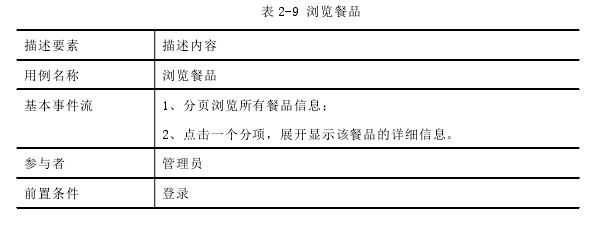 表 2-9 浏览餐品
描述要素 描述内容
用例名称 浏览餐品
基本事件流 1、分页浏览所有餐品信息；
2、点击一个分项，展开显示该餐品的详细信息。
参与者 管理员
前置条件 登录